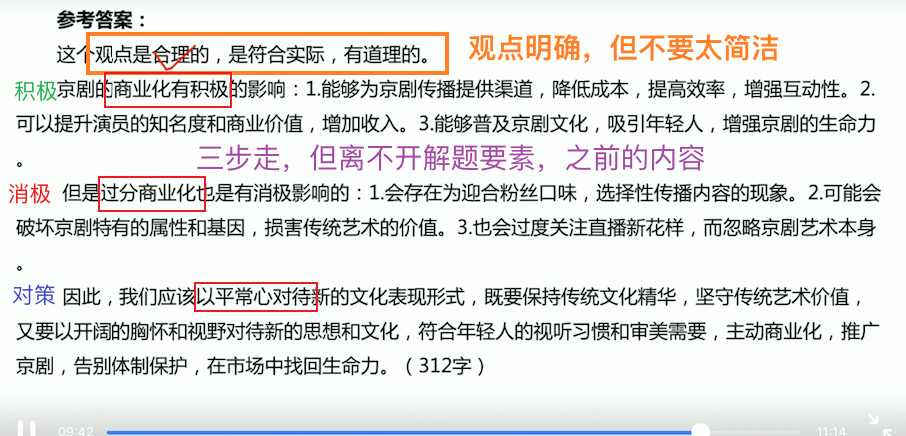 参考答案：
这个观点是合理的，是符合实际，有道理的。 观点明确，但不要太简洁
积极 京剧的商业化有积极的影响：1.能够为京剧传播提供渠道，降低成本，提高效率，增强互动性。2.
可以提升演员的知名度和商业价值，增加收入。3.能够普及京剧文化，吸引年轻人，增强京剧的生命力
。
三步走，但离不开解题要素，之前的内容
消极 但是过分商业化也是有消极影响的：1.会存在为迎合粉丝口味，选择性传播内容的现象。2.可能会
破坏京剧特有的属性和基因，损害传统艺术的价值。3.也会过度关注直播新花样，而忽略京剧艺术本身
。
对策 因此，我们应该以平常心对待新的文化表现形式，既要保持传统文化精华，坚守传统艺术价值，
又要以开阔的胸怀和视野对待新的思想和文化，符合年轻人的视听习惯和审美需要，主动商业化，推广
京剧，告别体制保护，在市场中找回生命力。（312字）
09:42 11:14